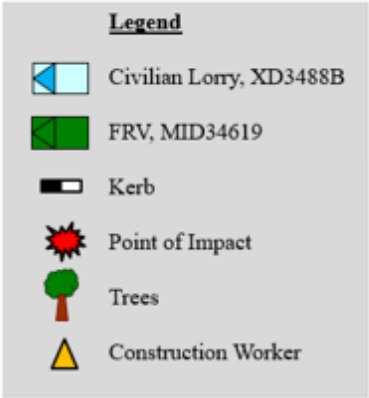 Legend
Civilian Lorry, XD3488B
FRV, MID34619
Kerb
Point of Impact
Trees
Construction Worker